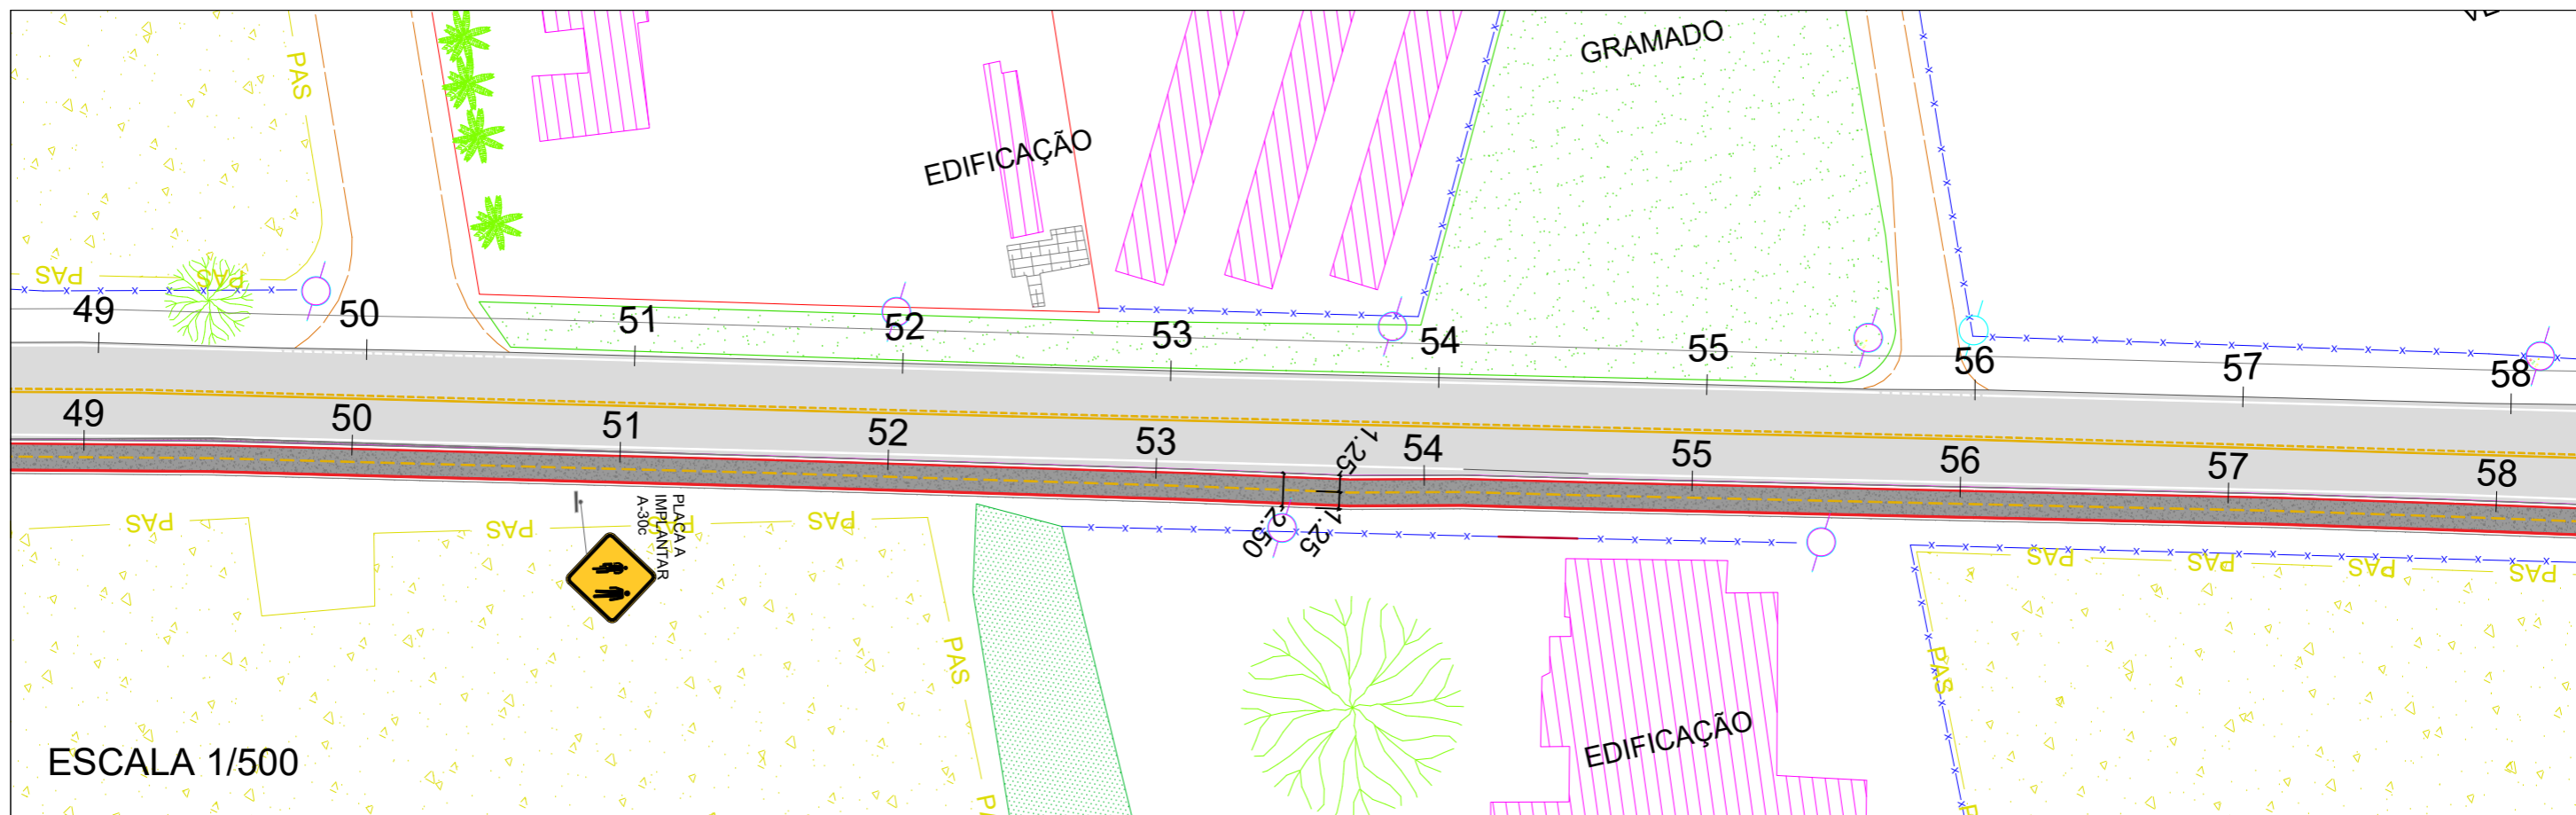 GRAMADO
PAS
EDIFICAÇÃO
PAS
PAS
49
50
51
52
53
54
55
56
57
58
49
50
51
52
53
54
55
56
57
58
1.25
1.25
2.50
PLACA A
IMPLANTAR
A-30c
PAS
PAS
PAS
PAS
PAS
PAS
PAS
PAS
PAS
PAS
EDIFICAÇÃO
ESCALA 1/500